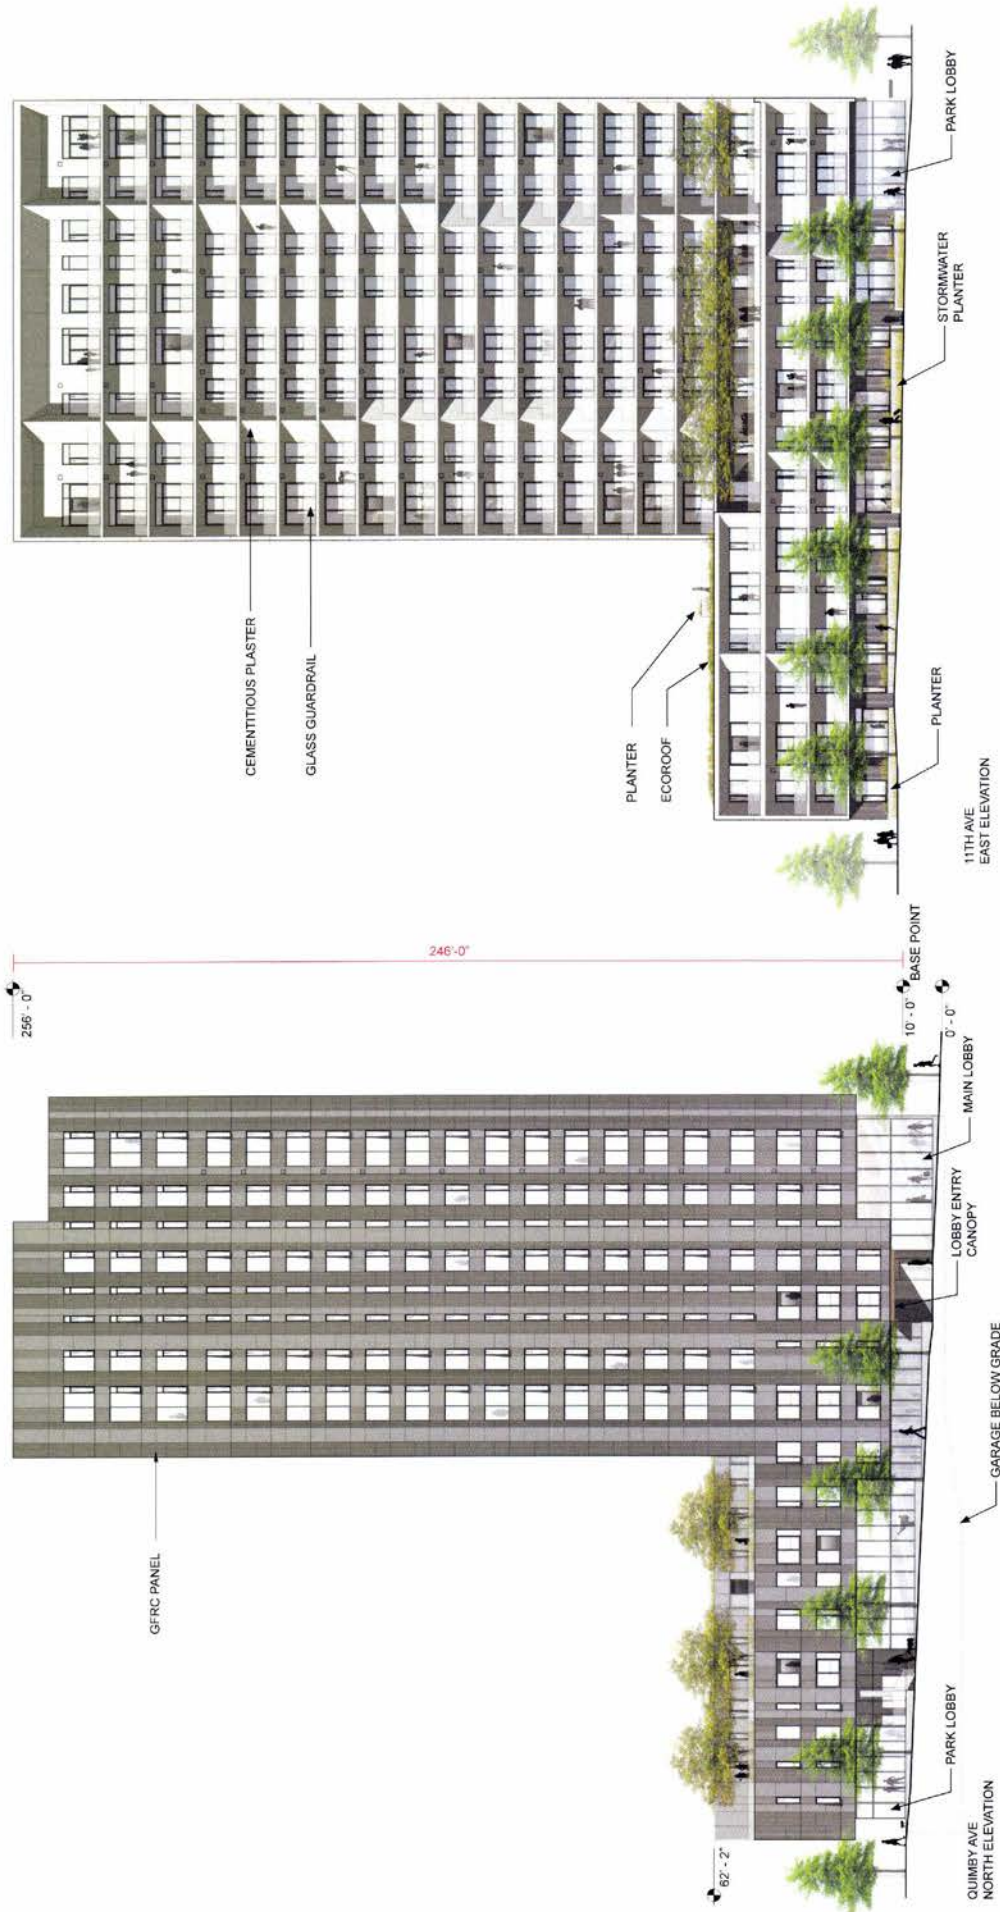 QUIMBY AVE
NORTH ELEVATION
62' - 2"
PARK LOBBY
GFRC PANEL
GARAGE BELOW GRADE
LOBBY ENTRY
CANOPY
MAIN LOBBY
256' - 0"
10' - 0"
0' - 0"
246'-0"
BASE POINT
11TH AVE
EAST ELEVATION
PLANTER
PLANTER
ECOROOF
CEMENTITIOUS PLASTER
GLASS GUARDRAIL
STORMWATER
PLANTER
PARK LOBBY